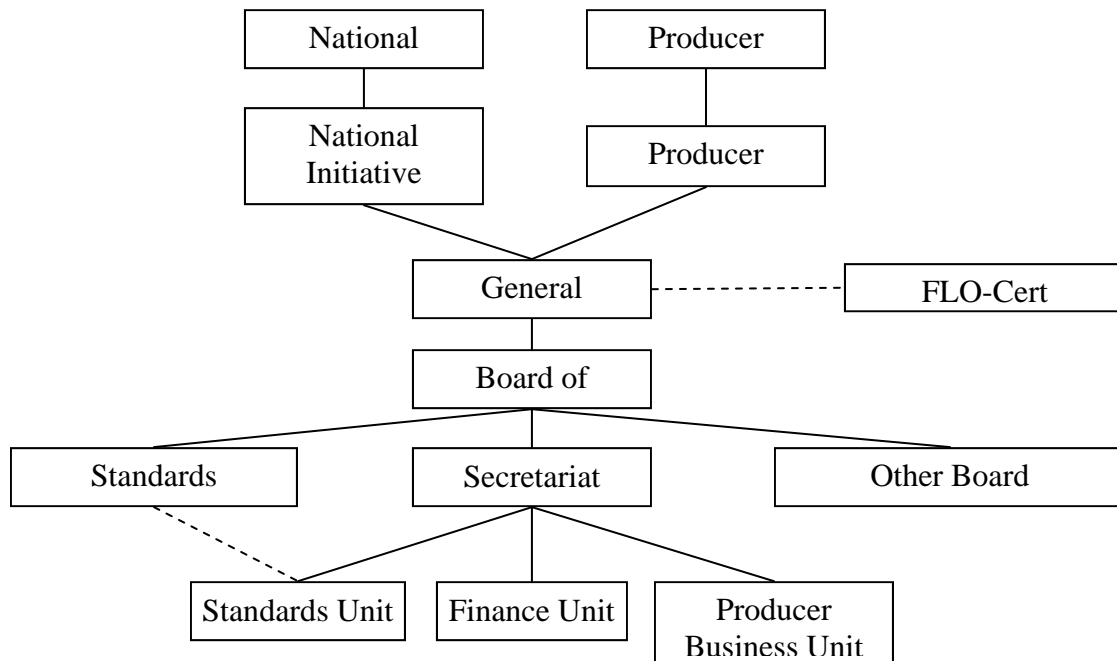 National
Producer
National
Initiative
Producer
General
FLO-Cert
Board of
Standards
Secretariat
Other Board
Standards Unit
Finance Unit
Producer
Business Unit